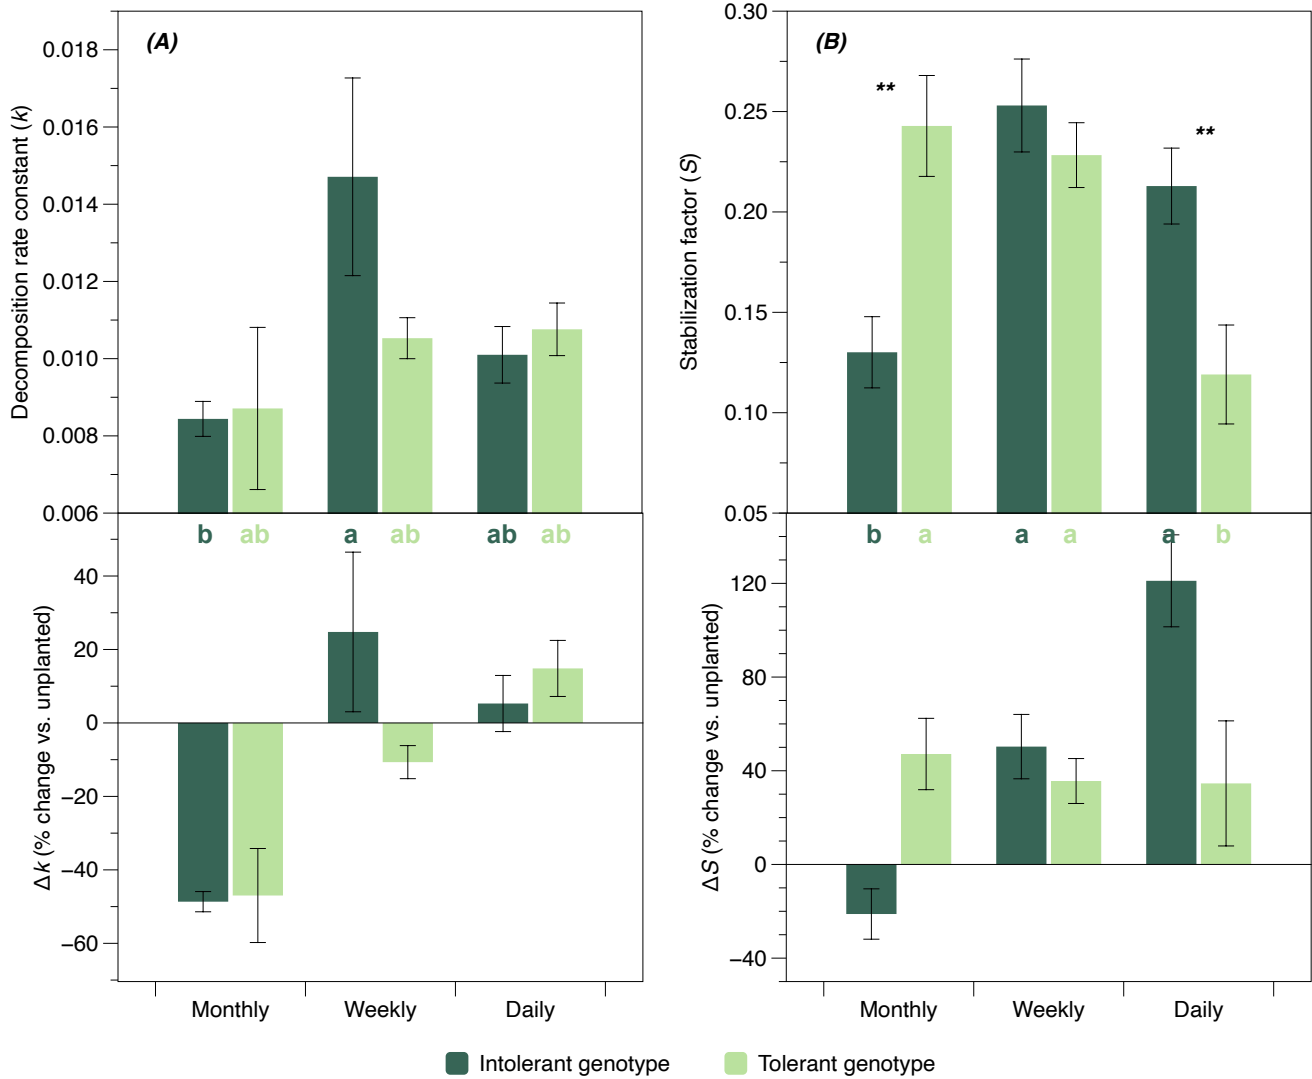 (A)
0.018
0.016
0.014
0.012
0.010
0.008
0.006
Decomposition rate constant (k)
b ab a ab ab ab
40
20
0
−20
−40
−60
Δk (% change vs. unplanted)
Monthly Weekly Daily
(B)
0.30
0.25
0.20
0.15
0.10
0.05
Stabilization factor (S)
** **
b a a a a b
120
80
40
0
−40
ΔS (% change vs. unplanted)
Monthly Weekly Daily
Intolerant genotype Tolerant genotype